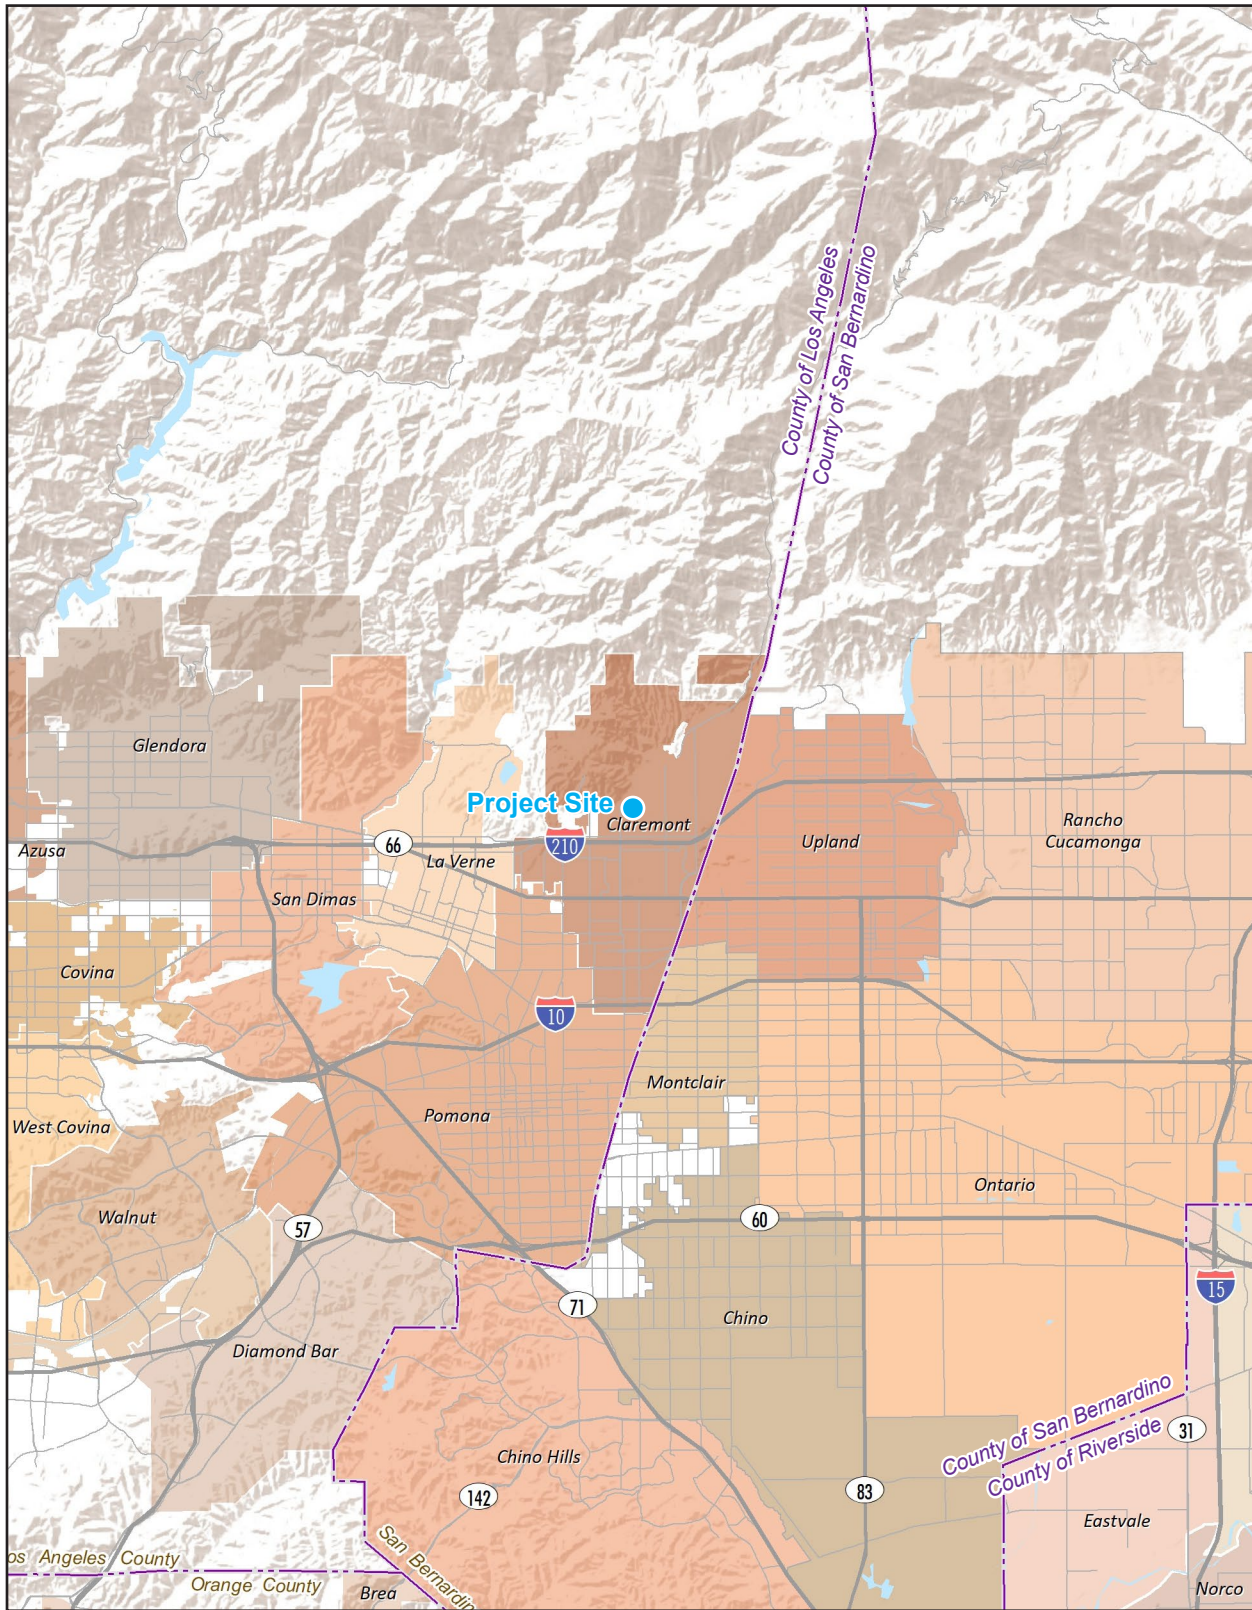 County of Los Angeles
County of San Bernardino
Glendora
Project Site
Claremont
Azusa
66
La Verne
210
Upland
Rancho
Cucamonga
San Dimas
Covina
10
Montclair
West Covina
Pomona
Walnut
57
60
Ontario
15
71
Chino
Diamond Bar
County of San Bernardino
County of Riverside
31
Chino Hills
142
83
Eastvale
os Angeles County
Orange County
San Bernardin
Brea
Norco